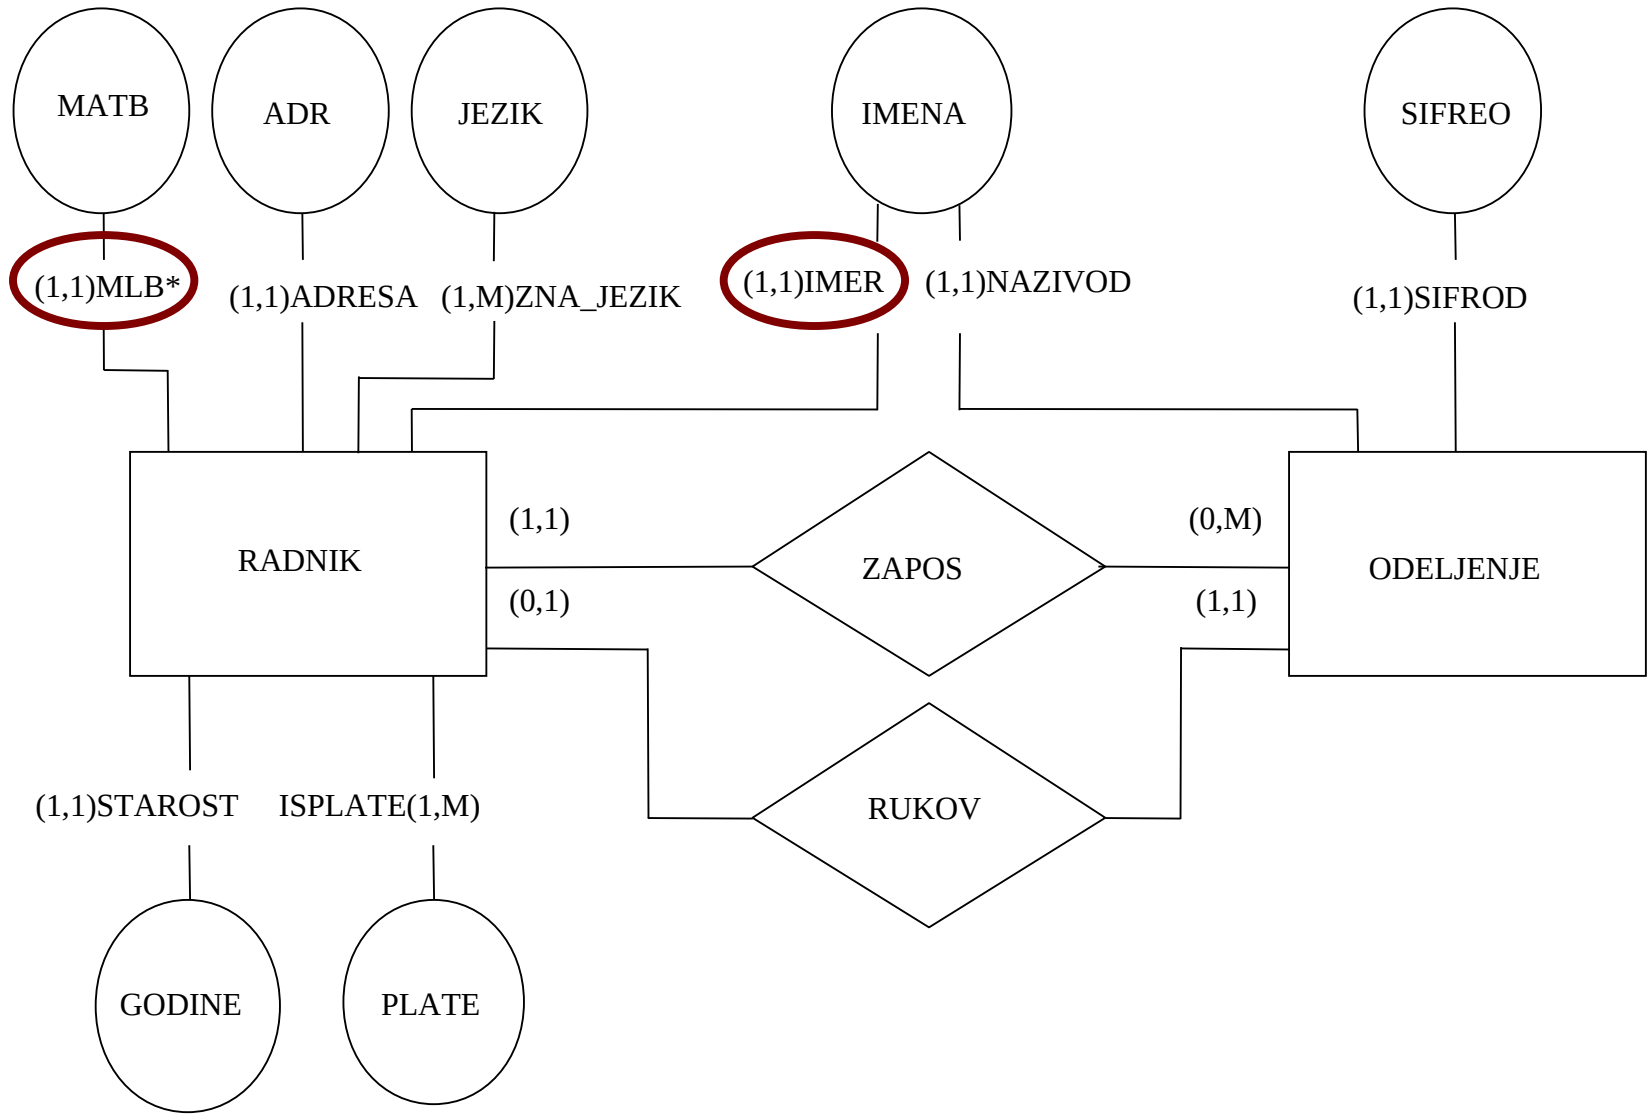 MATB
ADR
JEZIK
IMENA
SIFREO
(1,1)MLB*
(1,1)ADRESA
(1,M)ZNA_JEZIK
(1,1)IMER
(1,1)NAZIVOD
(1,1)SIFROD
(1,1)
(0,M)
RADNIK
ZAPOS
ODELJENJE
(0,1)
(1,1)
(1,1)STAROST
ISPLATE(1,M)
RUKOV
GODINE
PLATE